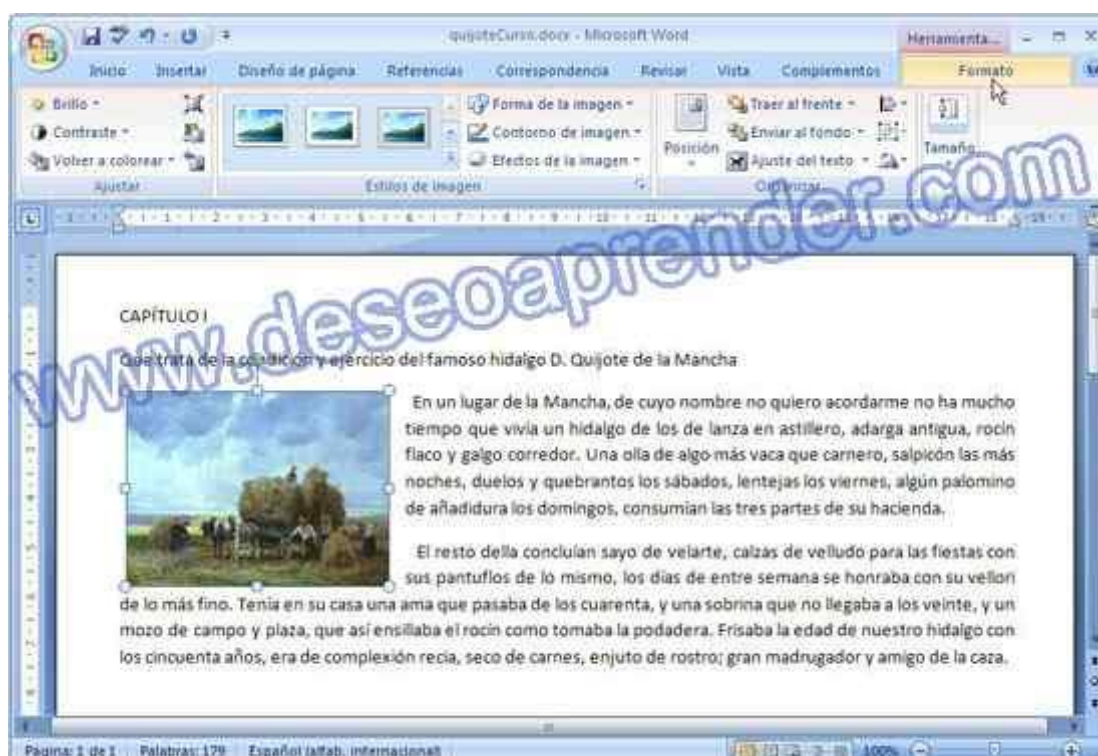 quijoteCurso.docx - Microsoft Word
Herramienta...
Inicio Insertar Diseño de página Referencias Correspondencia Revisar Vista Complementos Formato
Brillo
Contraste
Volver a colorear
Ajustar
Forma de la imagen
Contorno de imagen
Efectos de la imagen
Estilos de imagen
Posición
Traer al frente
Enviar al fondo
Ajuste del texto
Organizar
Tamaño
www.deseoaprender.com
CAPÍTULO I
Que trata de la condición y ejercicio del famoso hidalgo D. Quijote de la Mancha
En un lugar de la Mancha, de cuyo nombre no quiero acordarme no ha mucho
tiempo que vivía un hidalgo de los de lanza en astillero, adarga antigua, rocín
flaco y galgo corredor. Una olla de algo más vaca que carnero, salpicón las más
noches, duelos y quebrantos los sábados, lentejas los viernes, algún palomino
de añadidura los domingos, consumían las tres partes de su hacienda.
El resto della concluían sayo de velarte, calzas de velludo para las fiestas con
sus pantuflos de lo mismo, los días de entre semana se honraba con su vellori
de lo más fino. Tenía en su casa una ama que pasaba de los cuarenta, y una sobrina que no llegaba a los veinte, y un
mozo de campo y plaza, que así ensillaba el rocín como tomaba la podadera. Frisaba la edad de nuestro hidalgo con
los cincuenta años, era de complexión recia, seco de carnes, enjuto de rostro; gran madrugador y amigo de la caza.
Página: 1 de 1 Palabras: 179 Español (alfab. internacional) 100%